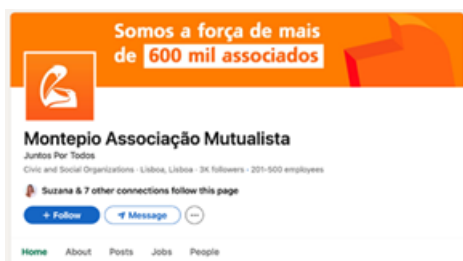 Somos a força de mais
de 600 mil associados
Montepio Associação Mutualista
Juntos Por Todos
Civic and Social Organizations · Lisboa, Lisboa · 3K followers · 201-500 employees
Suzana & 7 other connections follow this page
+ Follow Message
Home About Posts Jobs People